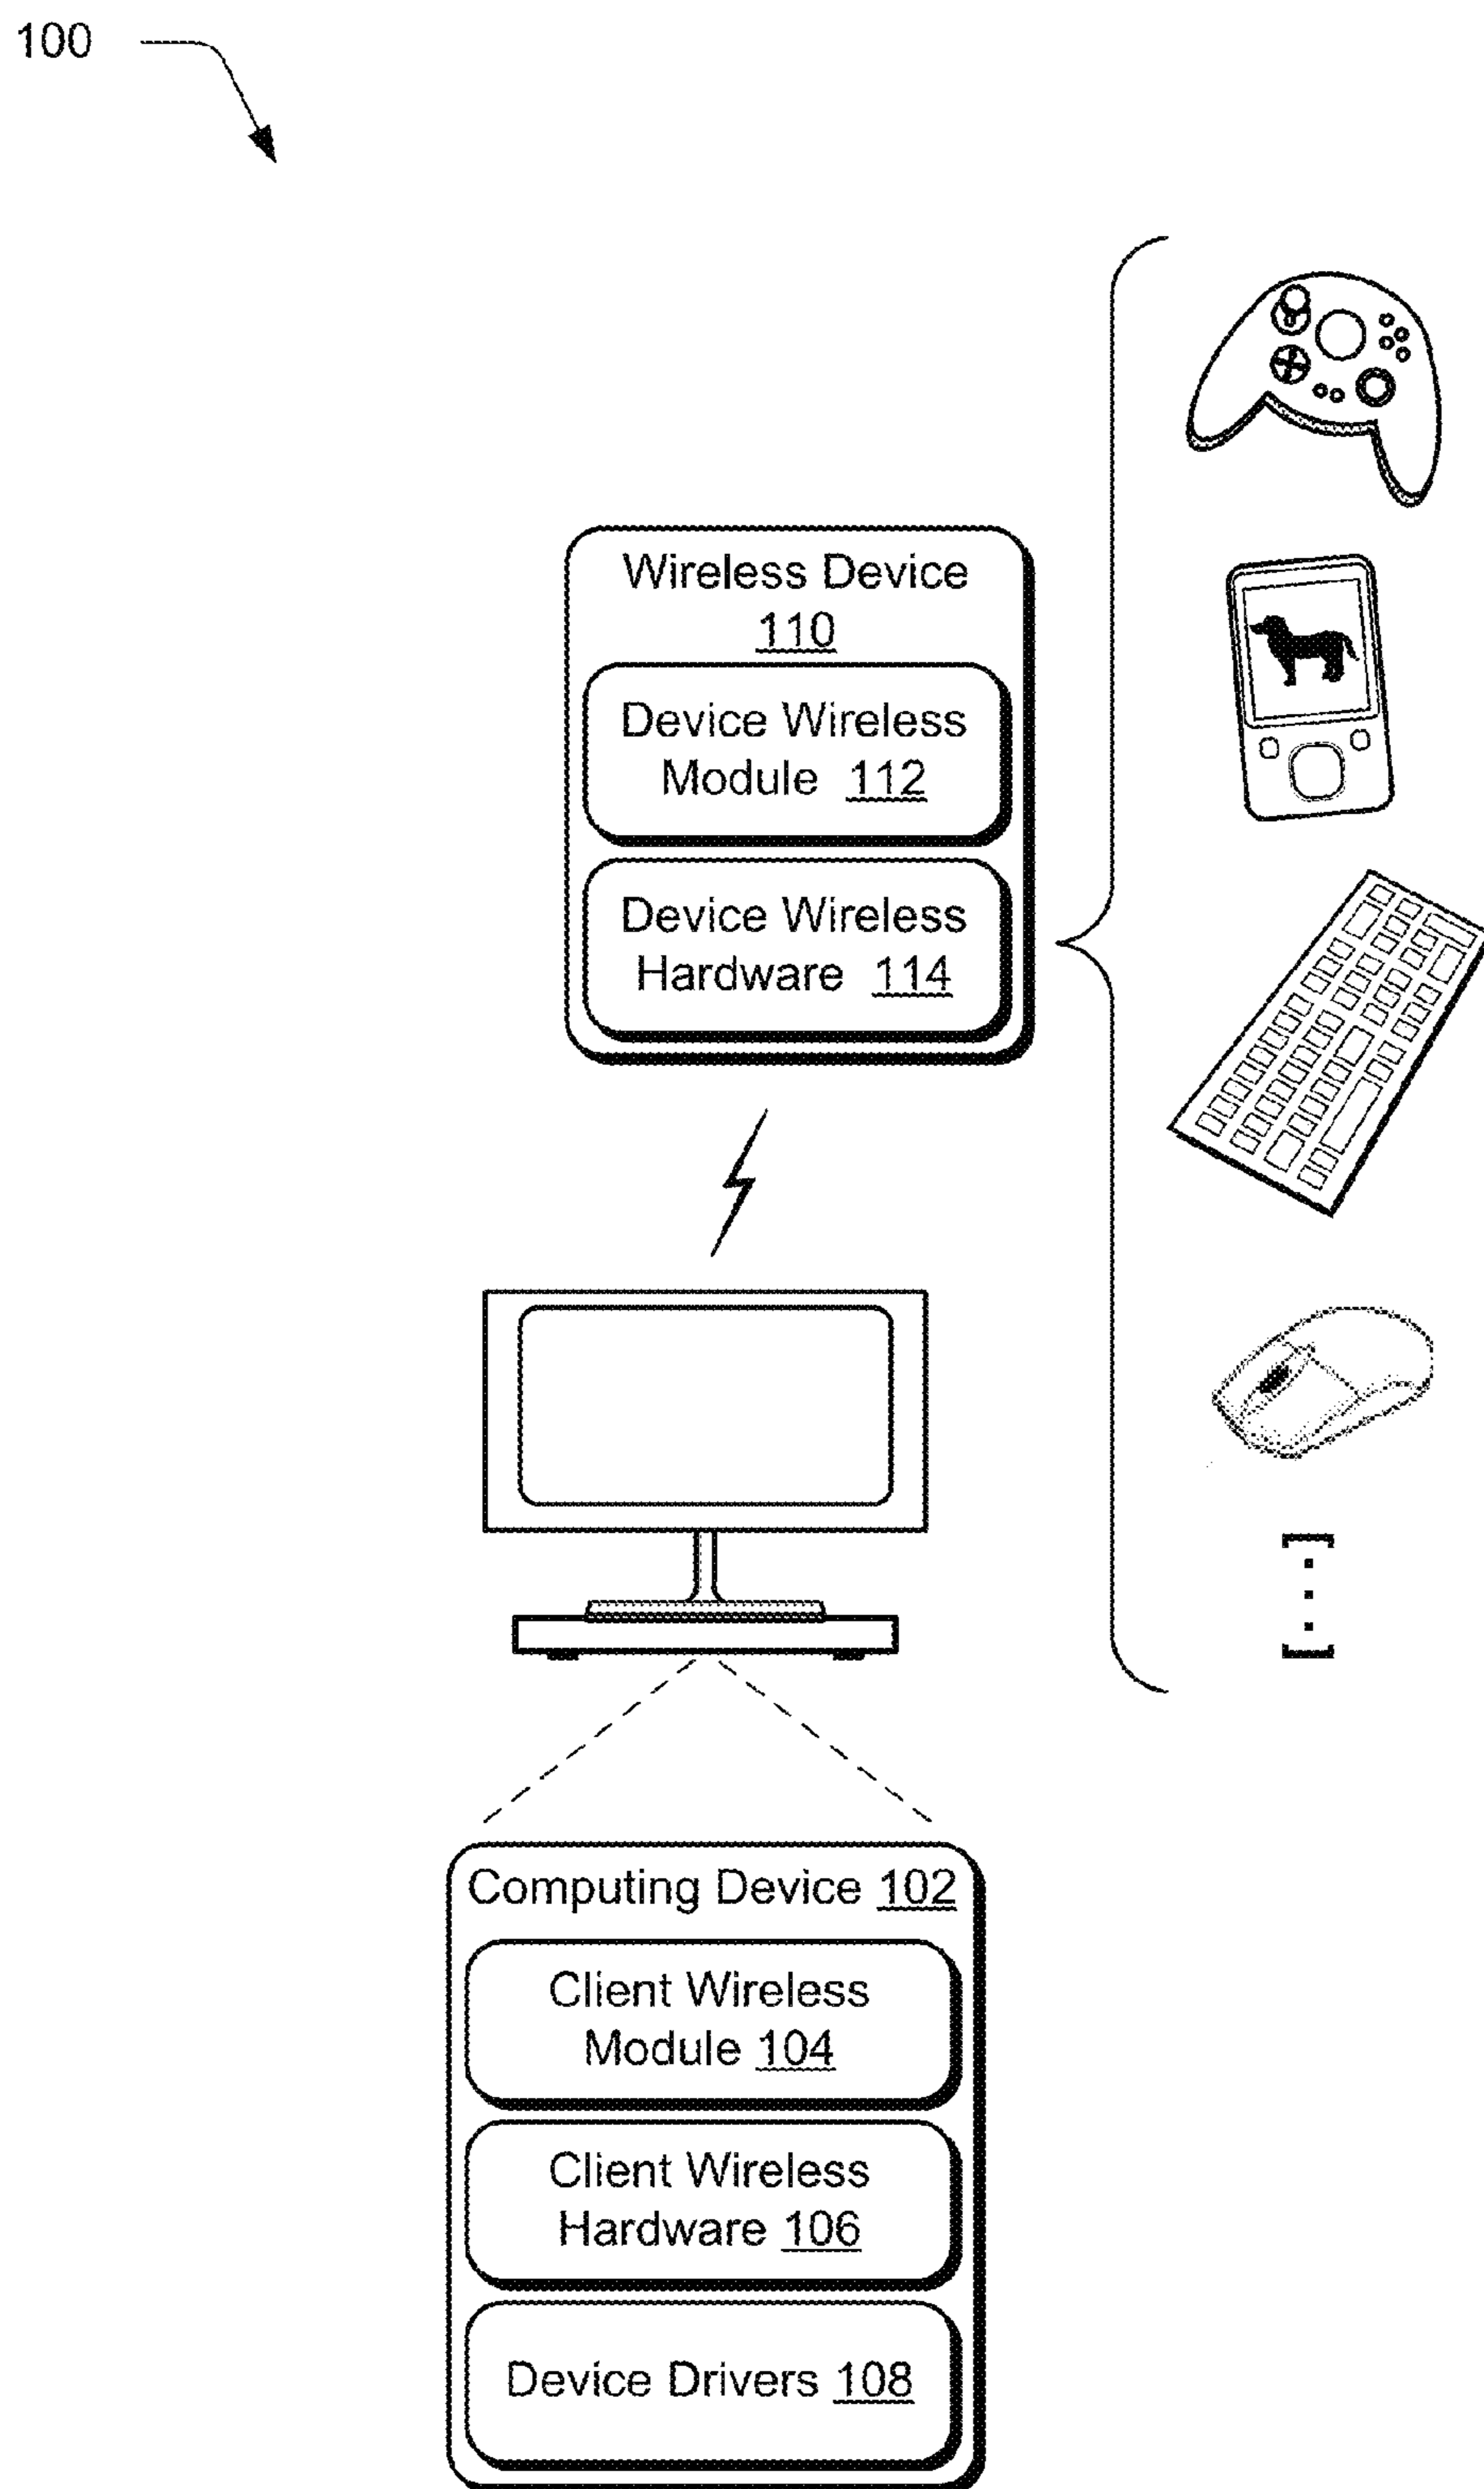 100
Wireless Device
110
Device Wireless
Module 112
Device Wireless
Hardware 114
[...]
Computing Device 102
Client Wireless
Module 104
Client Wireless
Hardware 106
Device Drivers 108